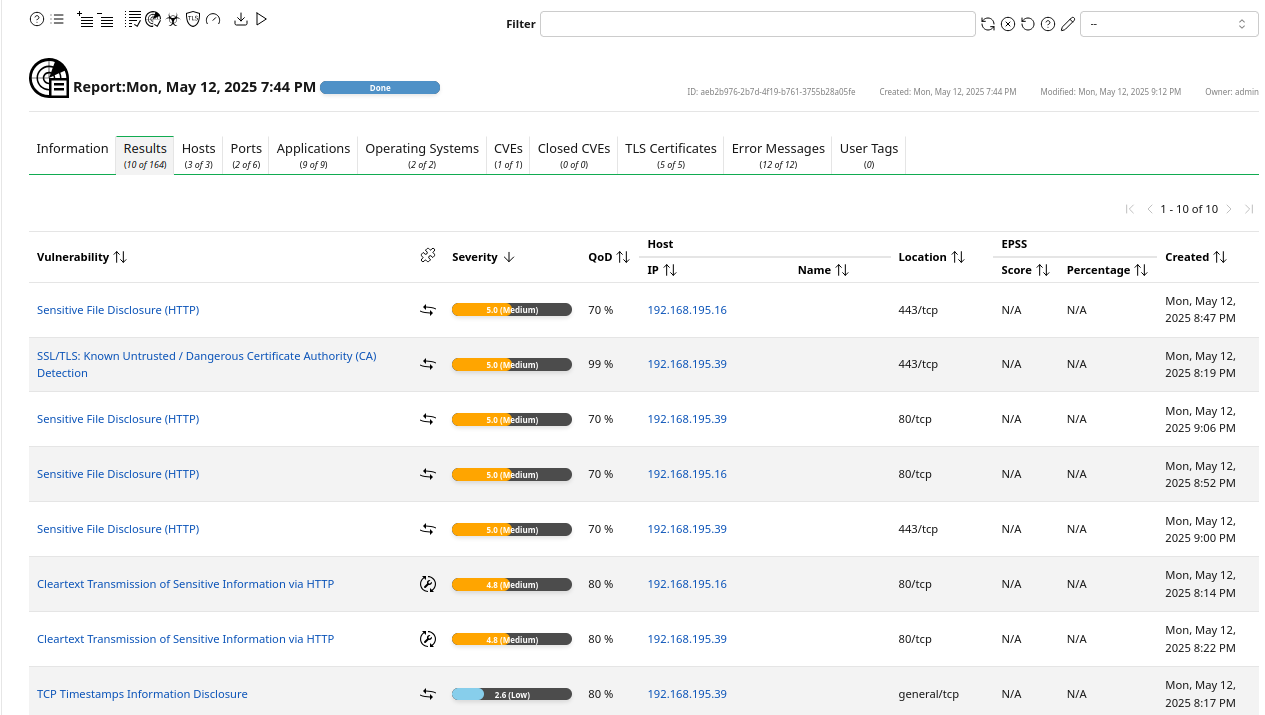 TLS
Filter
--
Report:Mon, May 12, 2025 7:44 PM
Done
ID: aeb2b976-2b7d-4f19-b761-3755b28a05fe
Created: Mon, May 12, 2025 7:44 PM
Modified: Mon, May 12, 2025 9:12 PM
Owner: admin
Information
Results
(10 of 164)
Hosts
(3 of 3)
Ports
(2 of 6)
Applications
(9 of 9)
Operating Systems
(2 of 2)
CVEs
(1 of 1)
Closed CVEs
(0 of 0)
TLS Certificates
(5 of 5)
Error Messages
(12 of 12)
User Tags
(0)
1 - 10 of 10
Vulnerability
Severity
QoD
Host
IP
Name
Location
EPSS
Score
Percentage
Created
Sensitive File Disclosure (HTTP) 5.0 (Medium) 70 % 192.168.195.16 443/tcp N/A N/A Mon, May 12,
2025 8:47 PM
SSL/TLS: Known Untrusted / Dangerous Certificate Authority (CA)
Detection 5.0 (Medium) 99 % 192.168.195.39 443/tcp N/A N/A Mon, May 12,
2025 8:19 PM
Sensitive File Disclosure (HTTP) 5.0 (Medium) 70 % 192.168.195.39 80/tcp N/A N/A Mon, May 12,
2025 9:06 PM
Sensitive File Disclosure (HTTP) 5.0 (Medium) 70 % 192.168.195.16 80/tcp N/A N/A Mon, May 12,
2025 8:52 PM
Sensitive File Disclosure (HTTP) 5.0 (Medium) 70 % 192.168.195.39 443/tcp N/A N/A Mon, May 12,
2025 9:00 PM
Cleartext Transmission of Sensitive Information via HTTP 4.8 (Medium) 80 % 192.168.195.16 80/tcp N/A N/A Mon, May 12,
2025 8:14 PM
Cleartext Transmission of Sensitive Information via HTTP 4.8 (Medium) 80 % 192.168.195.39 80/tcp N/A N/A Mon, May 12,
2025 8:22 PM
TCP Timestamps Information Disclosure 2.6 (Low) 80 % 192.168.195.39 general/tcp N/A N/A Mon, May 12,
2025 8:17 PM